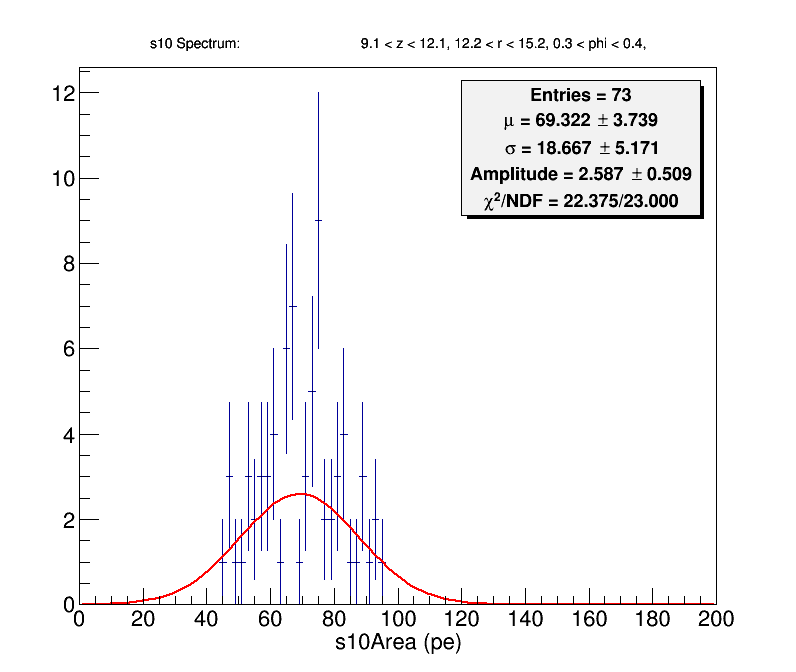 s10 Spectrum: 9.1 < z < 12.1, 12.2 < r < 15.2, 0.3 < phi < 0.4,
Entries = 73
μ = 69.322 ± 3.739
σ = 18.667 ± 5.171
Amplitude = 2.587 ± 0.509
χ²/NDF = 22.375/23.000
12
10
8
6
4
2
0
0 20 40 60 80 100 120 140 160 180 200
s10Area (pe)